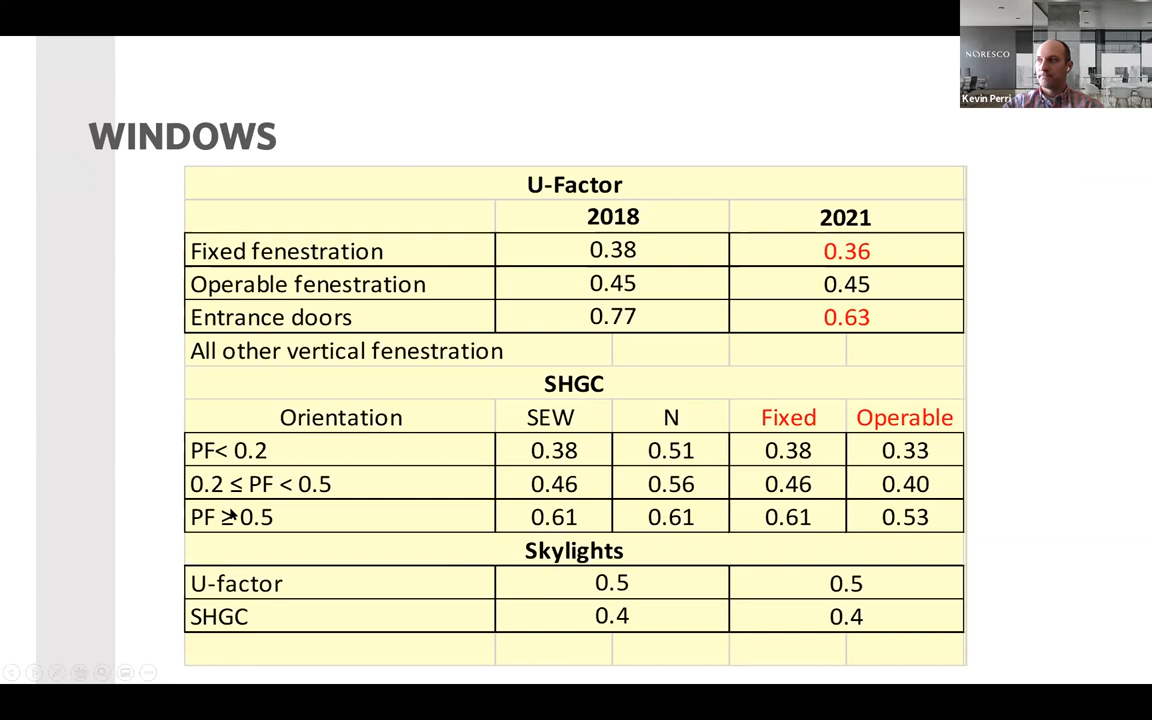 NORESCO
Kevin Perri
WINDOWS
U-Factor
2018 2021
Fixed fenestration 0.38 0.36
Operable fenestration 0.45 0.45
Entrance doors 0.77 0.63
All other vertical fenestration
SHGC
Orientation SEW N Fixed Operable
PF< 0.2 0.38 0.51 0.38 0.33
0.2 ≤ PF < 0.5 0.46 0.56 0.46 0.40
PF ≥ 0.5 0.61 0.61 0.61 0.53
Skylights
U-factor 0.5 0.5
SHGC 0.4 0.4